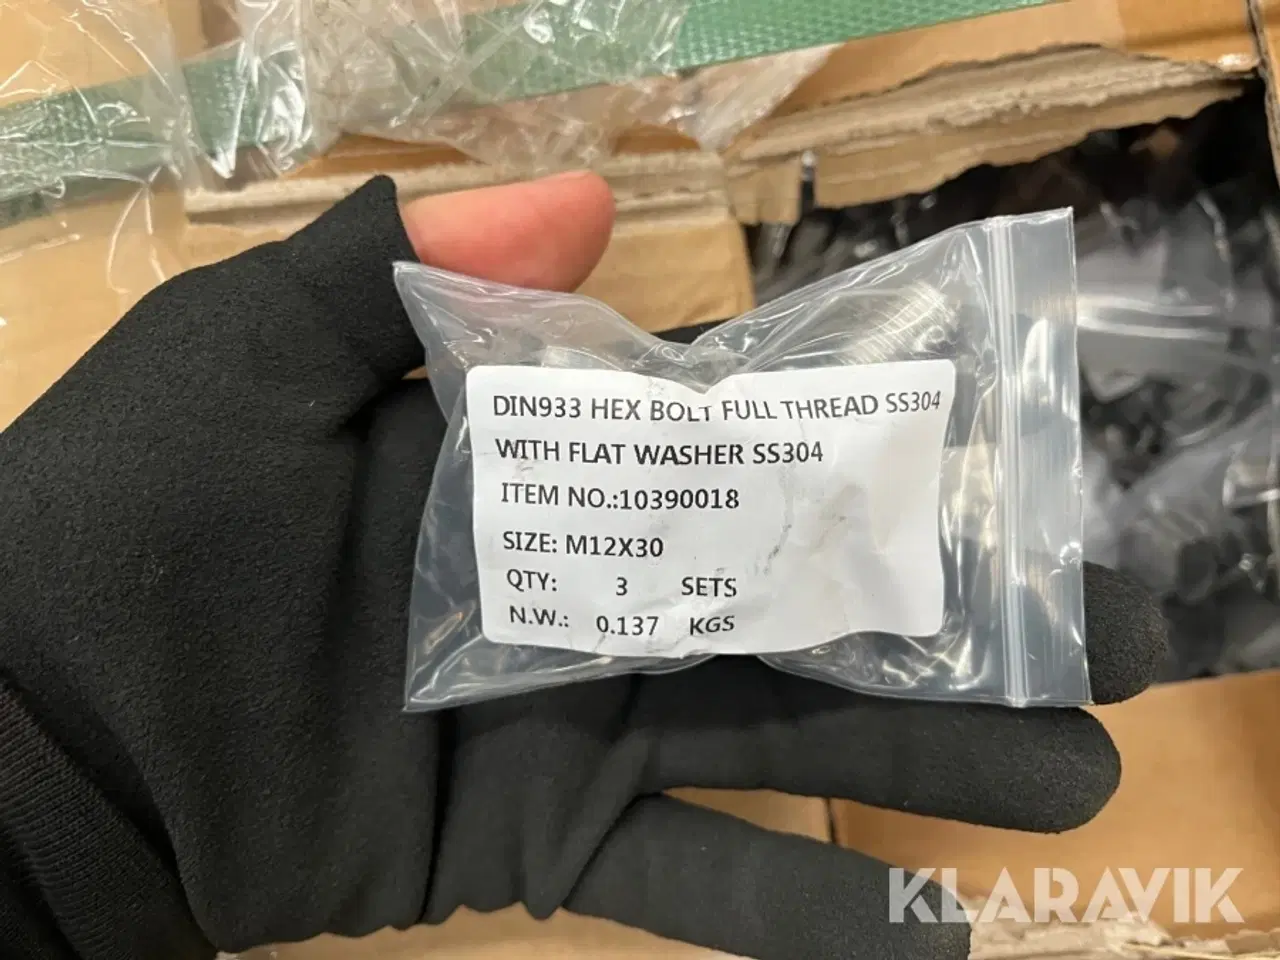 DIN933 HEX BOLT FULL THREAD SS304
WITH FLAT WASHER SS304
ITEM NO.:10390018
SIZE: M12X30
QTY: 3 SETS
N.W.: 0.137 KGS
KLARAVIK